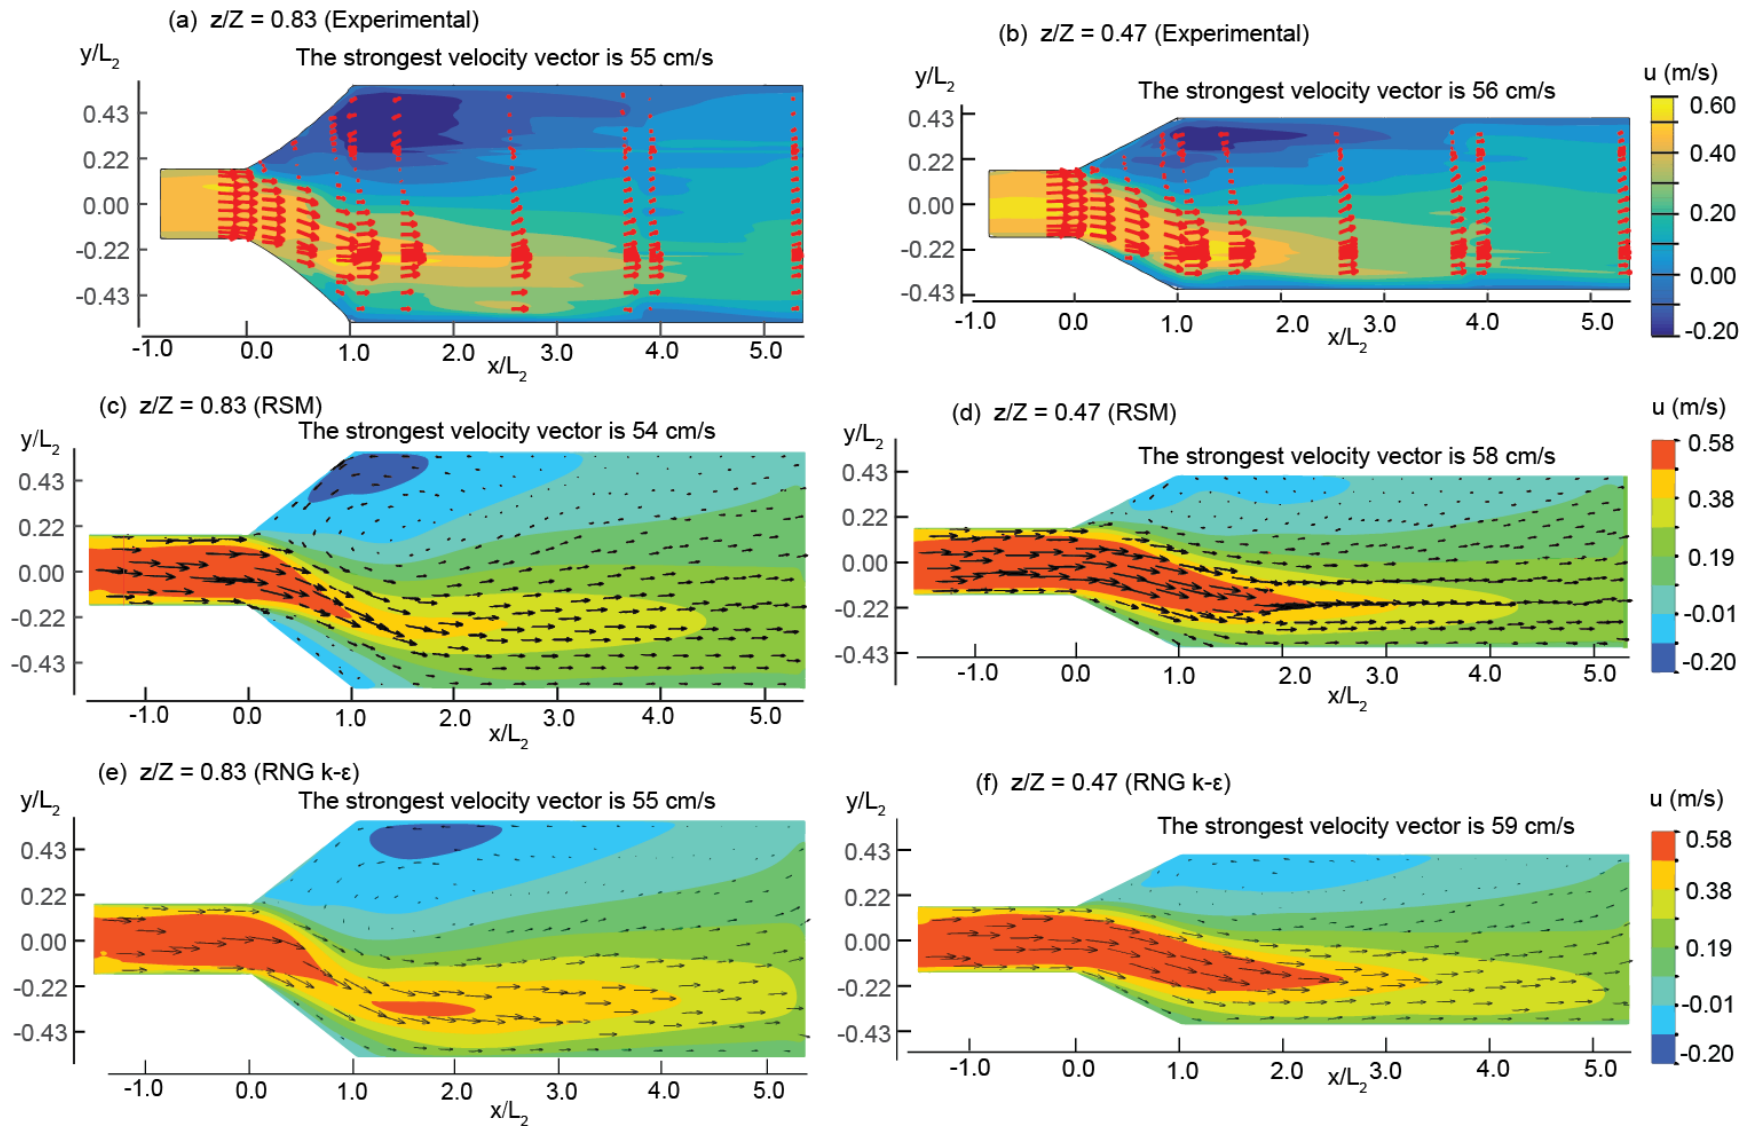 (a) z/Z = 0.83 (Experimental)
The strongest velocity vector is 55 cm/s
y/L2
0.43
0.22
0.00
-0.22
-0.43
-1.0 0.0 1.0 2.0 3.0 4.0 5.0
x/L2
(b) z/Z = 0.47 (Experimental)
The strongest velocity vector is 56 cm/s
y/L2
0.43
0.22
0.00
-0.22
-0.43
-1.0 0.0 1.0 2.0 3.0 4.0 5.0
x/L2
u (m/s)
0.60
0.40
0.20
0.00
-0.20
(c) z/Z = 0.83 (RSM)
The strongest velocity vector is 54 cm/s
y/L2
0.43
0.22
0.00
-0.22
-0.43
-1.0 0.0 1.0 2.0 3.0 4.0 5.0
x/L2
(d) z/Z = 0.47 (RSM)
The strongest velocity vector is 58 cm/s
y/L2
0.43
0.22
0.00
-0.22
-0.43
-1.0 0.0 1.0 2.0 3.0 4.0 5.0
x/L2
u (m/s)
0.58
0.38
0.19
-0.01
-0.20
(e) z/Z = 0.83 (RNG k-ε)
The strongest velocity vector is 55 cm/s
y/L2
0.43
0.22
0.00
-0.22
-0.43
-1.0 0.0 1.0 2.0 3.0 4.0 5.0
x/L2
(f) z/Z = 0.47 (RNG k-ε)
The strongest velocity vector is 59 cm/s
y/L2
0.43
0.22
0.00
-0.22
-0.43
-1.0 0.0 1.0 2.0 3.0 4.0 5.0
x/L2
u (m/s)
0.58
0.38
0.19
-0.01
-0.20